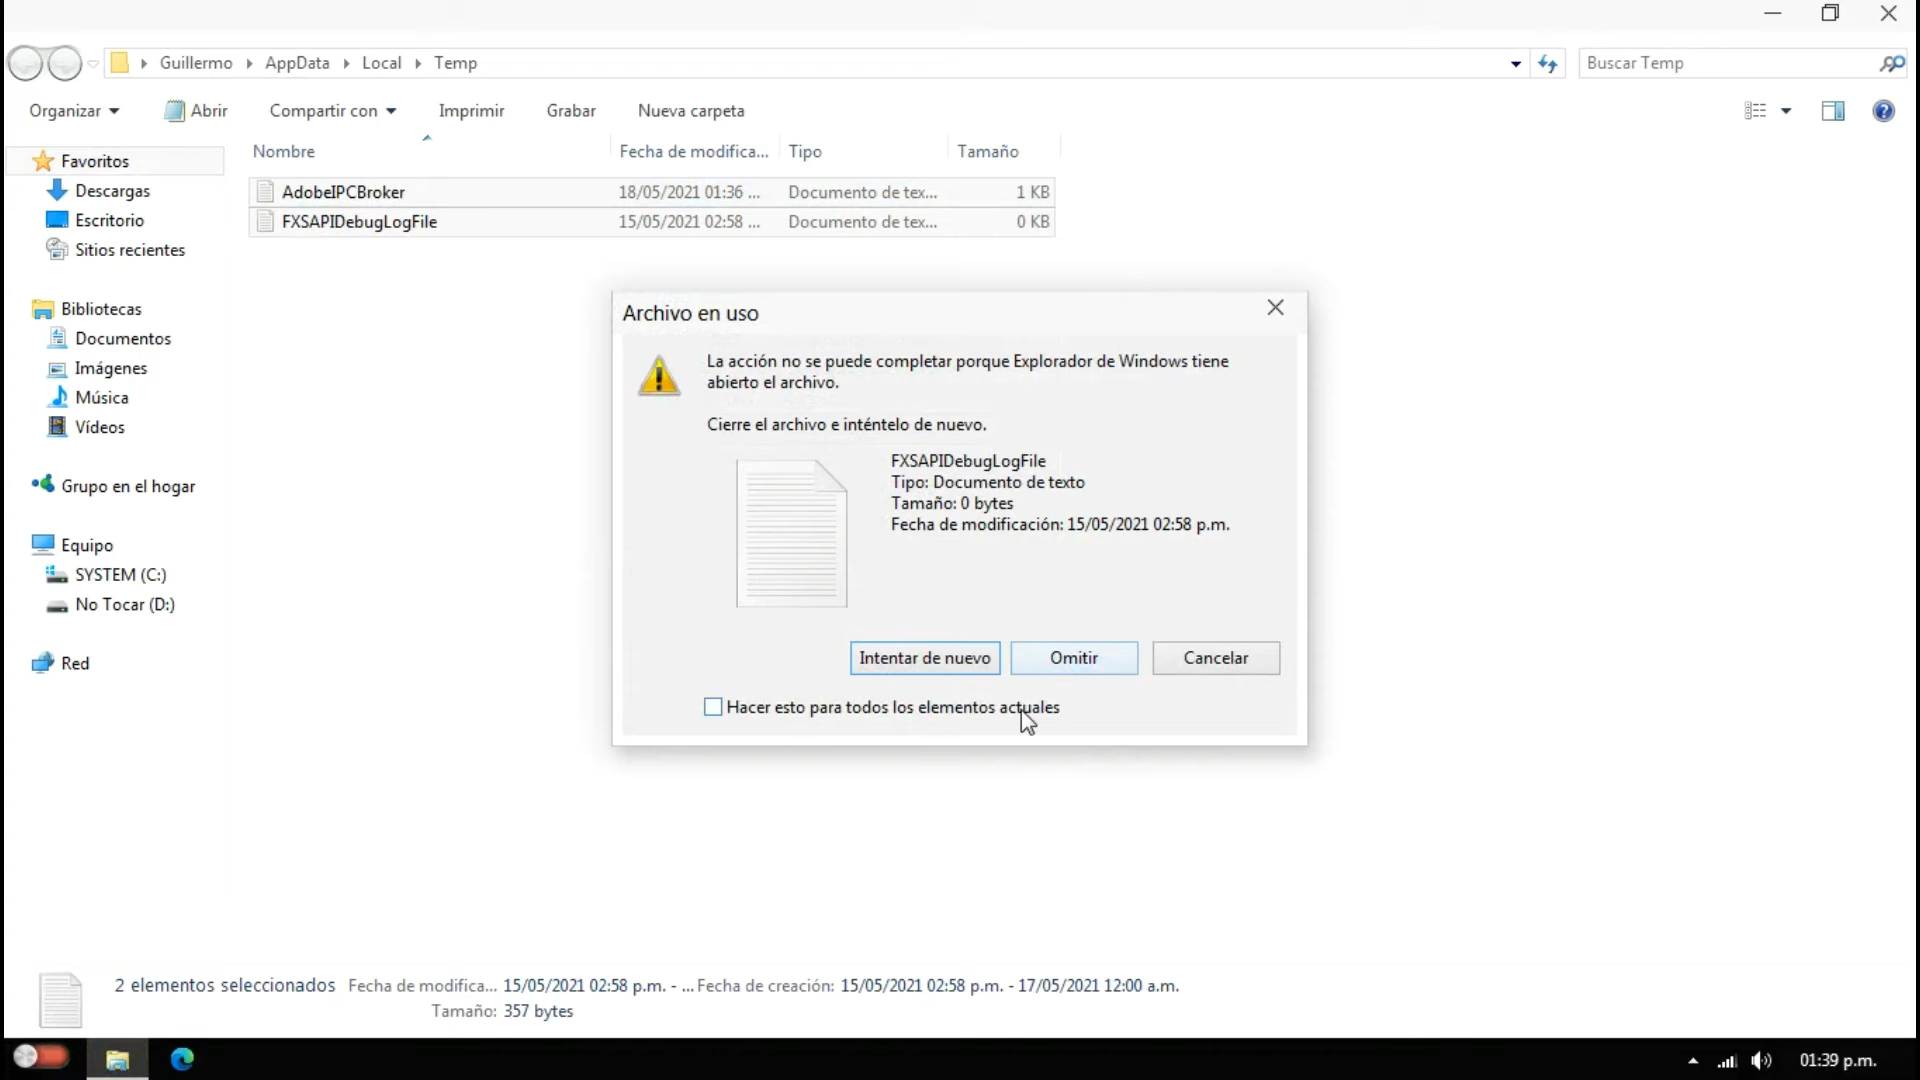 Guillermo AppData Local Temp
Buscar Temp
Organizar Abrir Compartir con Imprimir Grabar Nueva carpeta
Nombre Fecha de modifica... Tipo Tamaño
AdobeIPCBroker 18/05/2021 01:36 ... Documento de tex... 1 KB
FXSAPIDebugLogFile 15/05/2021 02:58 ... Documento de tex... 0 KB
Favoritos
Descargas
Escritorio
Sitios recientes
Bibliotecas
Documentos
Imágenes
Música
Vídeos
Grupo en el hogar
Equipo
SYSTEM (C:)
No Tocar (D:)
Red
Archivo en uso
La acción no se puede completar porque Explorador de Windows tiene
abierto el archivo.
Cierre el archivo e inténtelo de nuevo.
FXSAPIDebugLogFile
Tipo: Documento de texto
Tamaño: 0 bytes
Fecha de modificación: 15/05/2021 02:58 p.m.
Intentar de nuevo Omitir Cancelar
Hacer esto para todos los elementos actuales
2 elementos seleccionados Fecha de modifica... 15/05/2021 02:58 p.m. - ... Fecha de creación: 15/05/2021 02:58 p.m. - 17/05/2021 12:00 a.m.
Tamaño: 357 bytes
01:39 p.m.